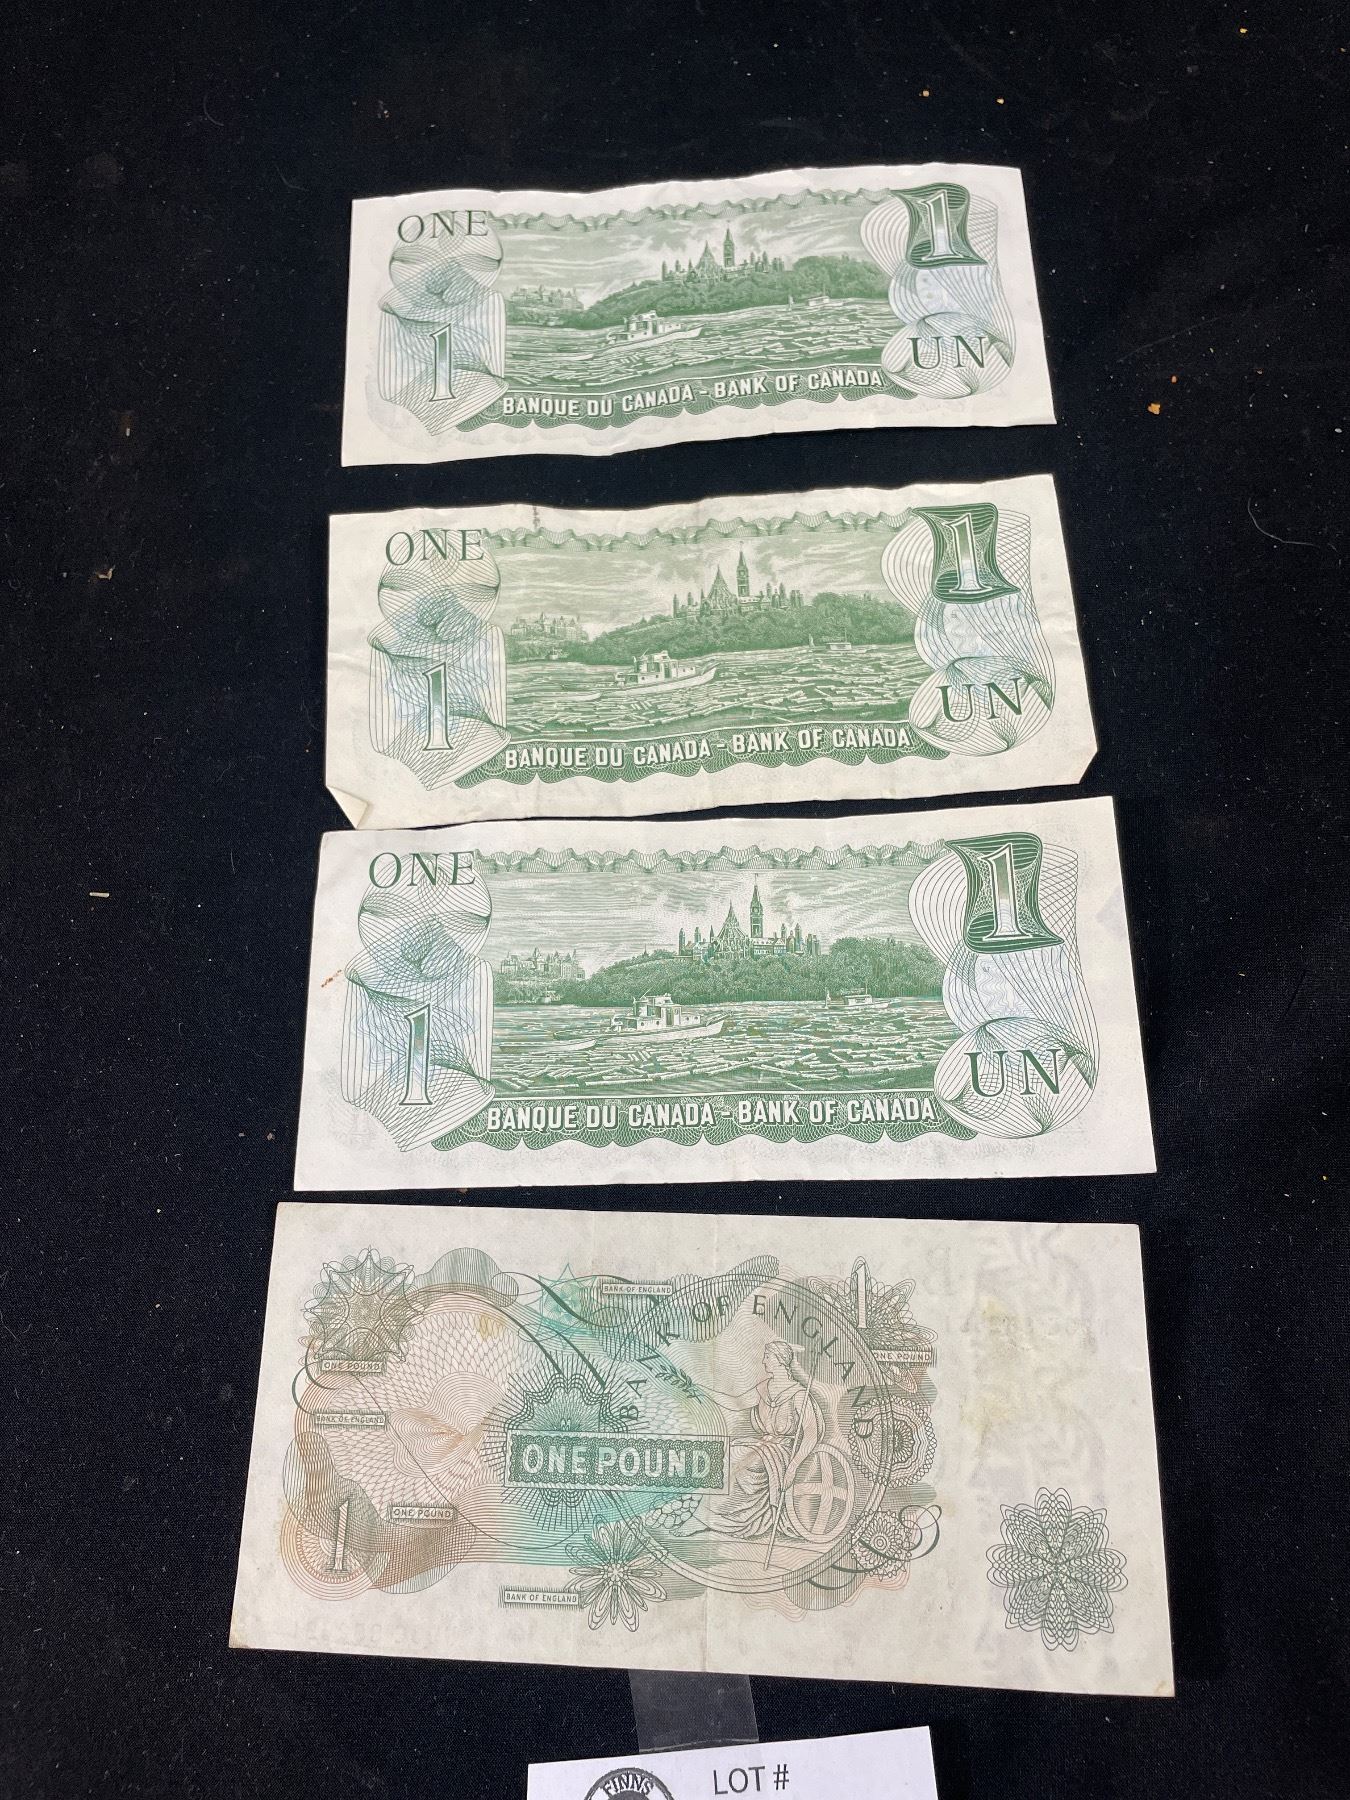 ONE
1
1
UN
BANQUE DU CANADA - BANK OF CANADA
ONE
1
1
UN
BANQUE DU CANADA - BANK OF CANADA
ONE
1
1
UN
BANQUE DU CANADA - BANK OF CANADA
BANK OF ENGLAND
1
BANK OF ENGLAND
ONE POUND
ONE POUND
BANK OF ENGLAND
ONE POUND
ONE POUND
1
BANK OF ENGLAND
FINNS
LOT #